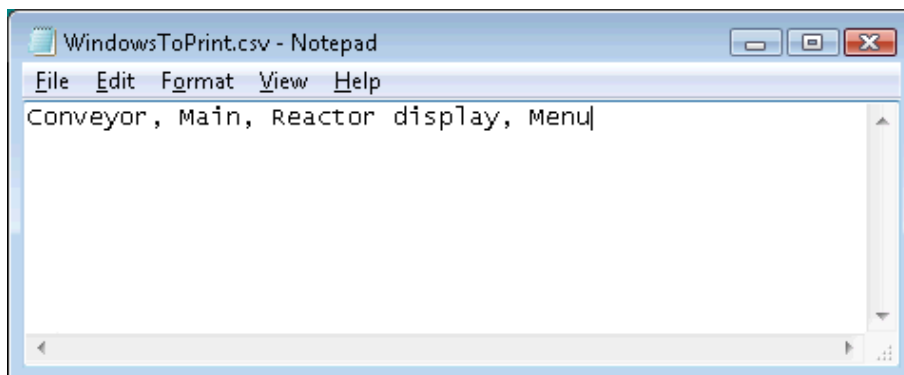 WindowsToPrint.csv - Notepad
File Edit Format View Help
Conveyor, Main, Reactor display, Menu